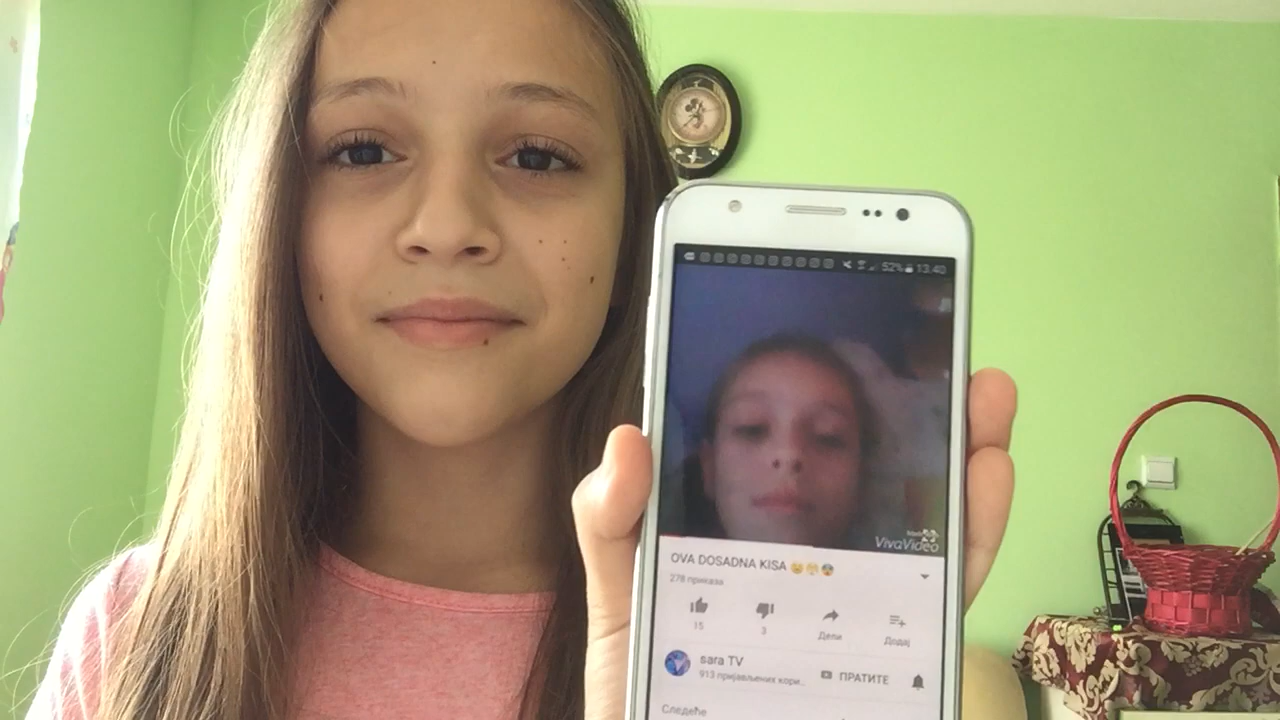 52% 13:40
VivaVideo
OVA DOSADNA KISA 😄😤😨
278 приказа
15 3 Дели Додај
sara TV
913 пријављених кори... ПРАТИТЕ
Следеће